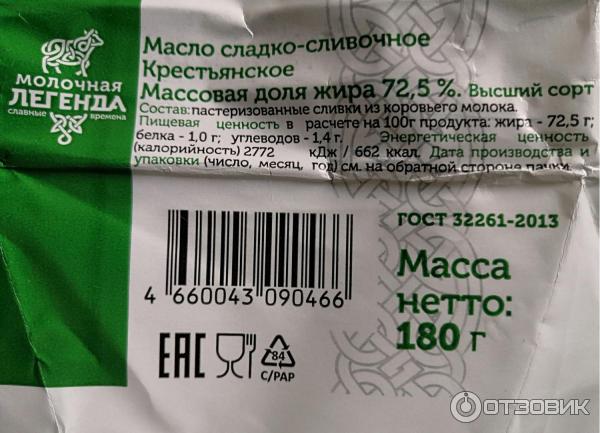 МОЛОЧНАЯ
ЛЕГЕНДА
славные времена
Масло сладко-сливочное
Крестьянское
Массовая доля жира 72,5 %. Высший сорт
Состав:пастеризованные сливки из коровьего молока.
Пищевая ценность в расчете на 100г продукта: жира - 72,5 г;
белка - 1,0 г; углеводов - 1,4 г. Энергетическая ценность
(калорийность) 2772 кДж / 662 ккал. Дата производства и
упаковки (число, месяц, год) см. на обратной стороне пачки.
ГОСТ 32261-2013
Масса
нетто:
180 г
4 660043 090466
EAC
84
C/PAP
ОТЗОВИК